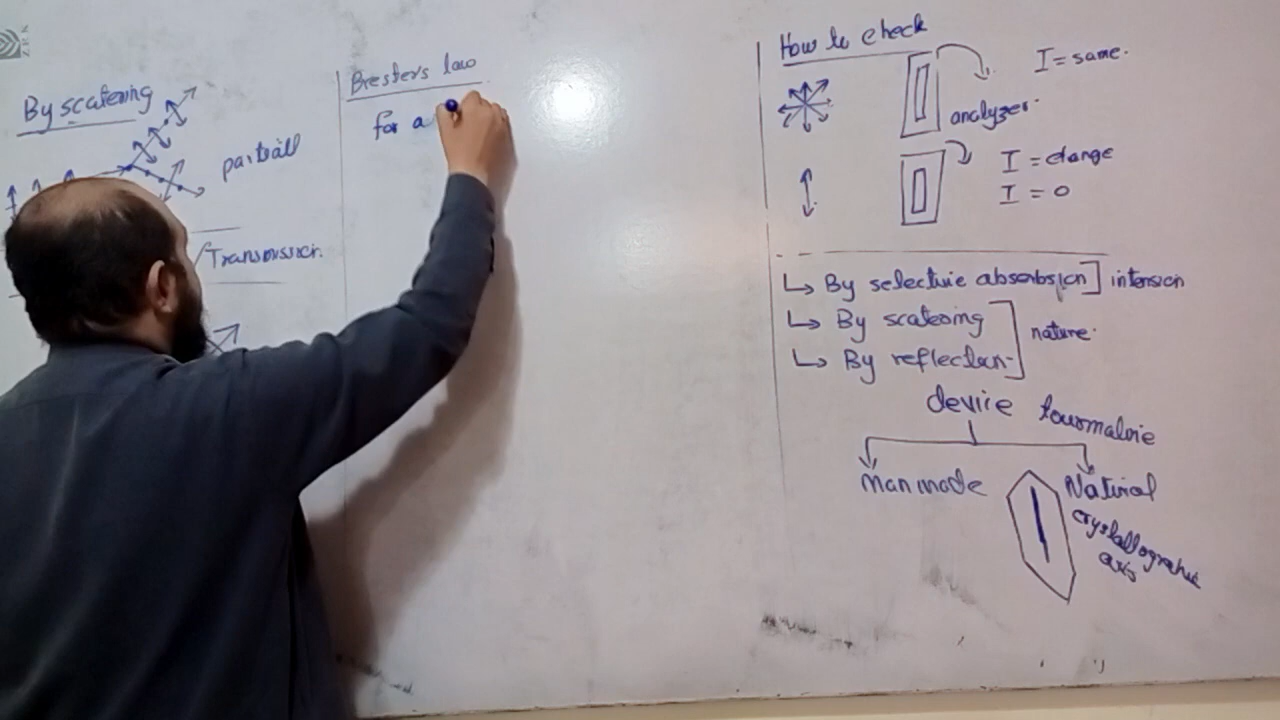 ZEK
By scatering
partiall
Transmission.
Bresters law
for a
How to check
I = same.
analyzer.
I = change
I = 0
By selective absorbsion] intension
By scatering
By reflection
nature.
device tourmaline
Man made
Natural
crystallographic
axis